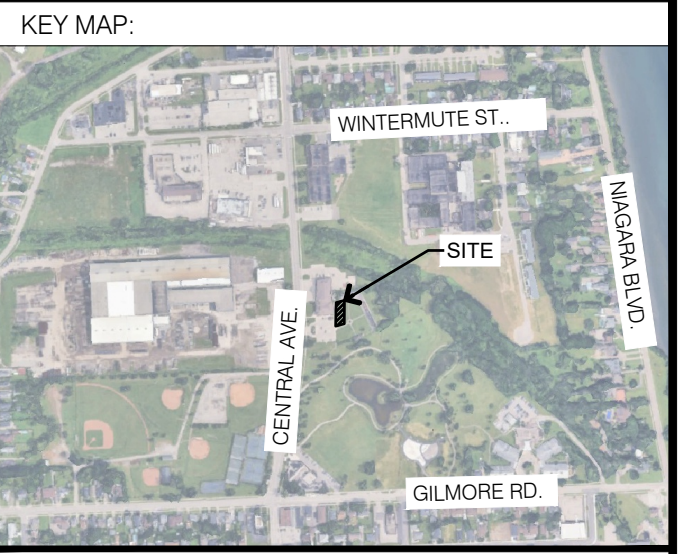 KEY MAP:
WINTERMUTE ST..
NIAGARA BLVD.
SITE
CENTRAL AVE.
GILMORE RD.